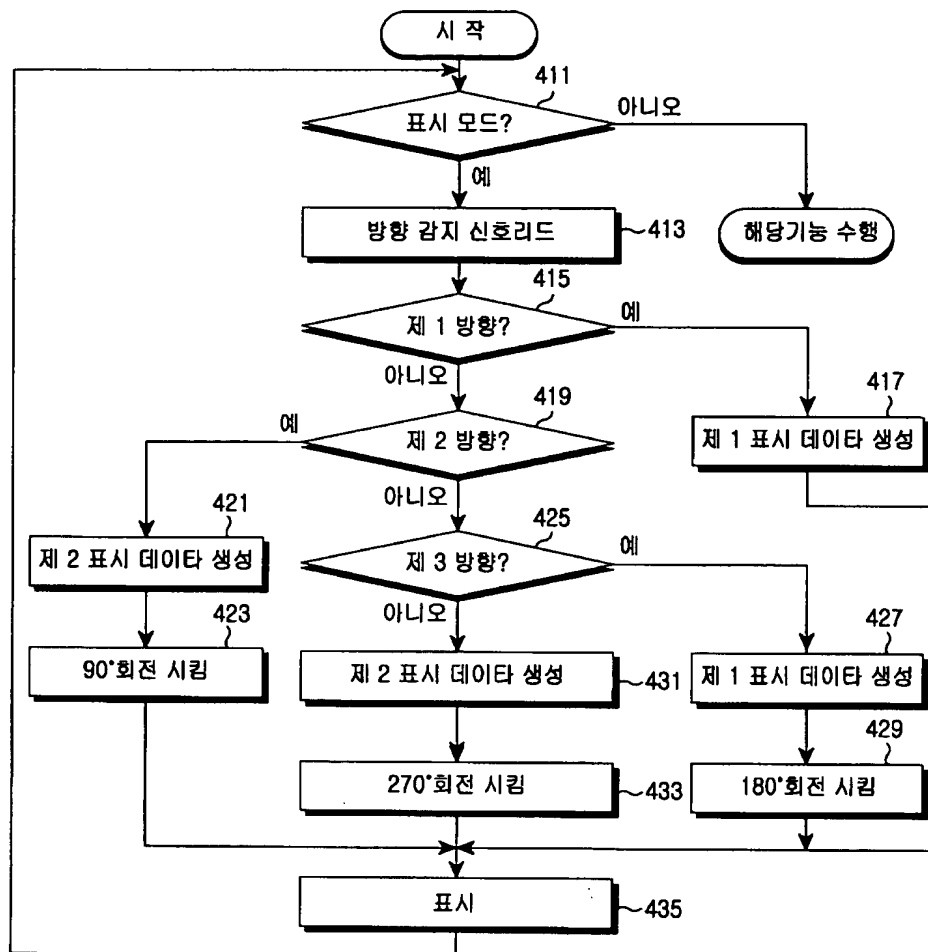 시 작
411
표시 모드?
아니오
예
방향 감지 신호리드
413
해당기능 수행
415
제 1 방향?
예
아니오
417
제 1 표시 데이타 생성
419
제 2 방향?
예
아니오
421
제 2 표시 데이타 생성
425
제 3 방향?
예
아니오
423
90°회전 시킴
제 2 표시 데이타 생성
431
427
제 1 표시 데이타 생성
270°회전 시킴
433
429
180°회전 시킴
표시
435